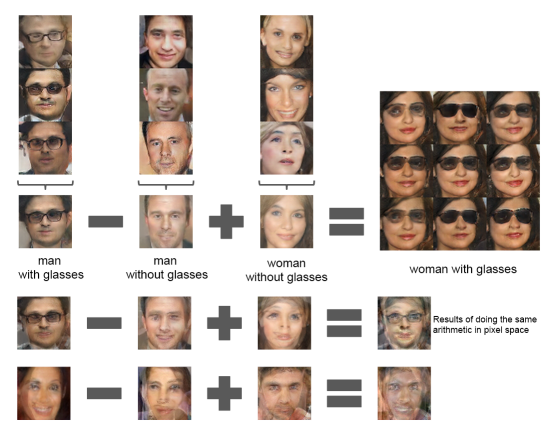 man
with glasses
man
without glasses
woman
without glasses
woman with glasses
Results of doing the same
arithmetic in pixel space